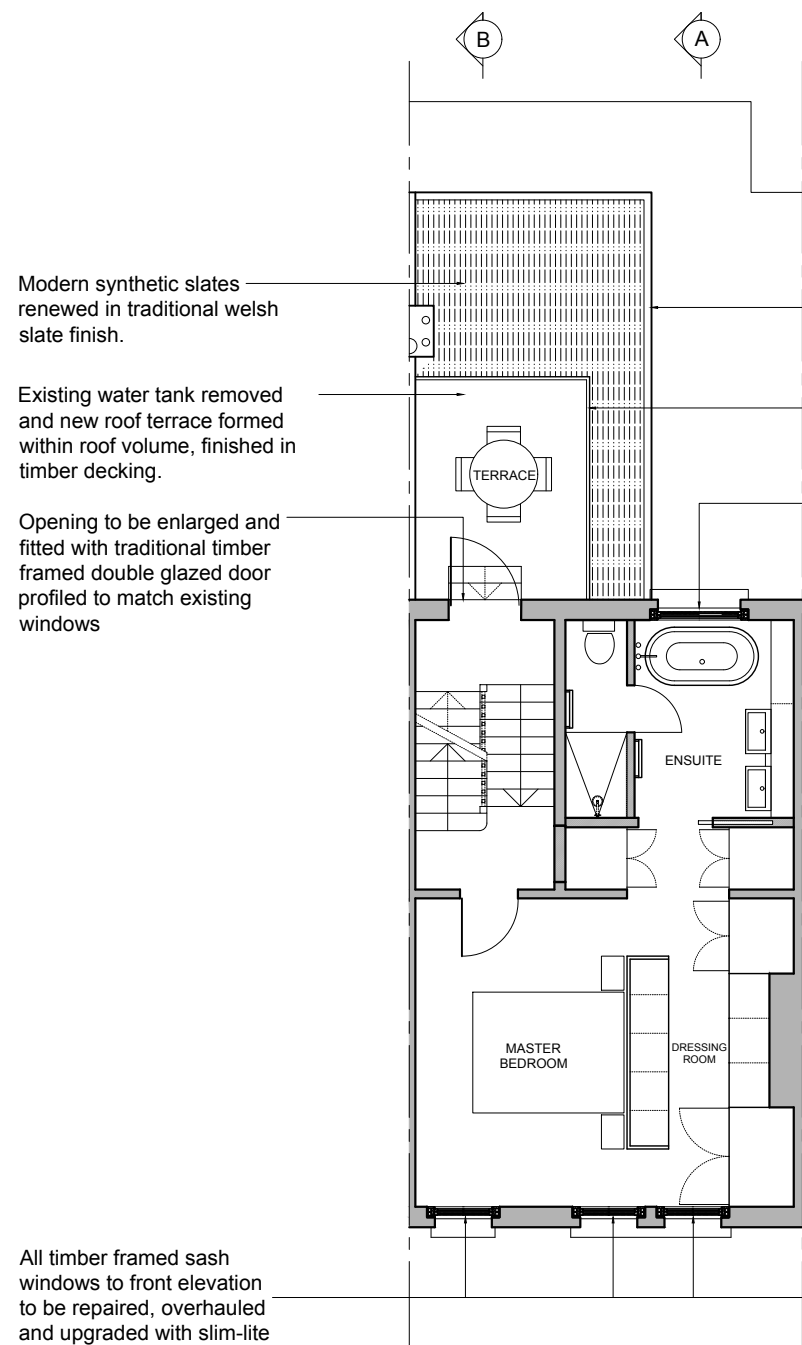 B
A
Modern synthetic slates
renewed in traditional welsh
slate finish.
Existing water tank removed
and new roof terrace formed
within roof volume, finished in
timber decking.
TERRACE
Opening to be enlarged and
fitted with traditional timber
framed double glazed door
profiled to match existing
windows
ENSUITE
MASTER
BEDROOM
DRESSING
ROOM
All timber framed sash
windows to front elevation
to be repaired, overhauled
and upgraded with slim-lite